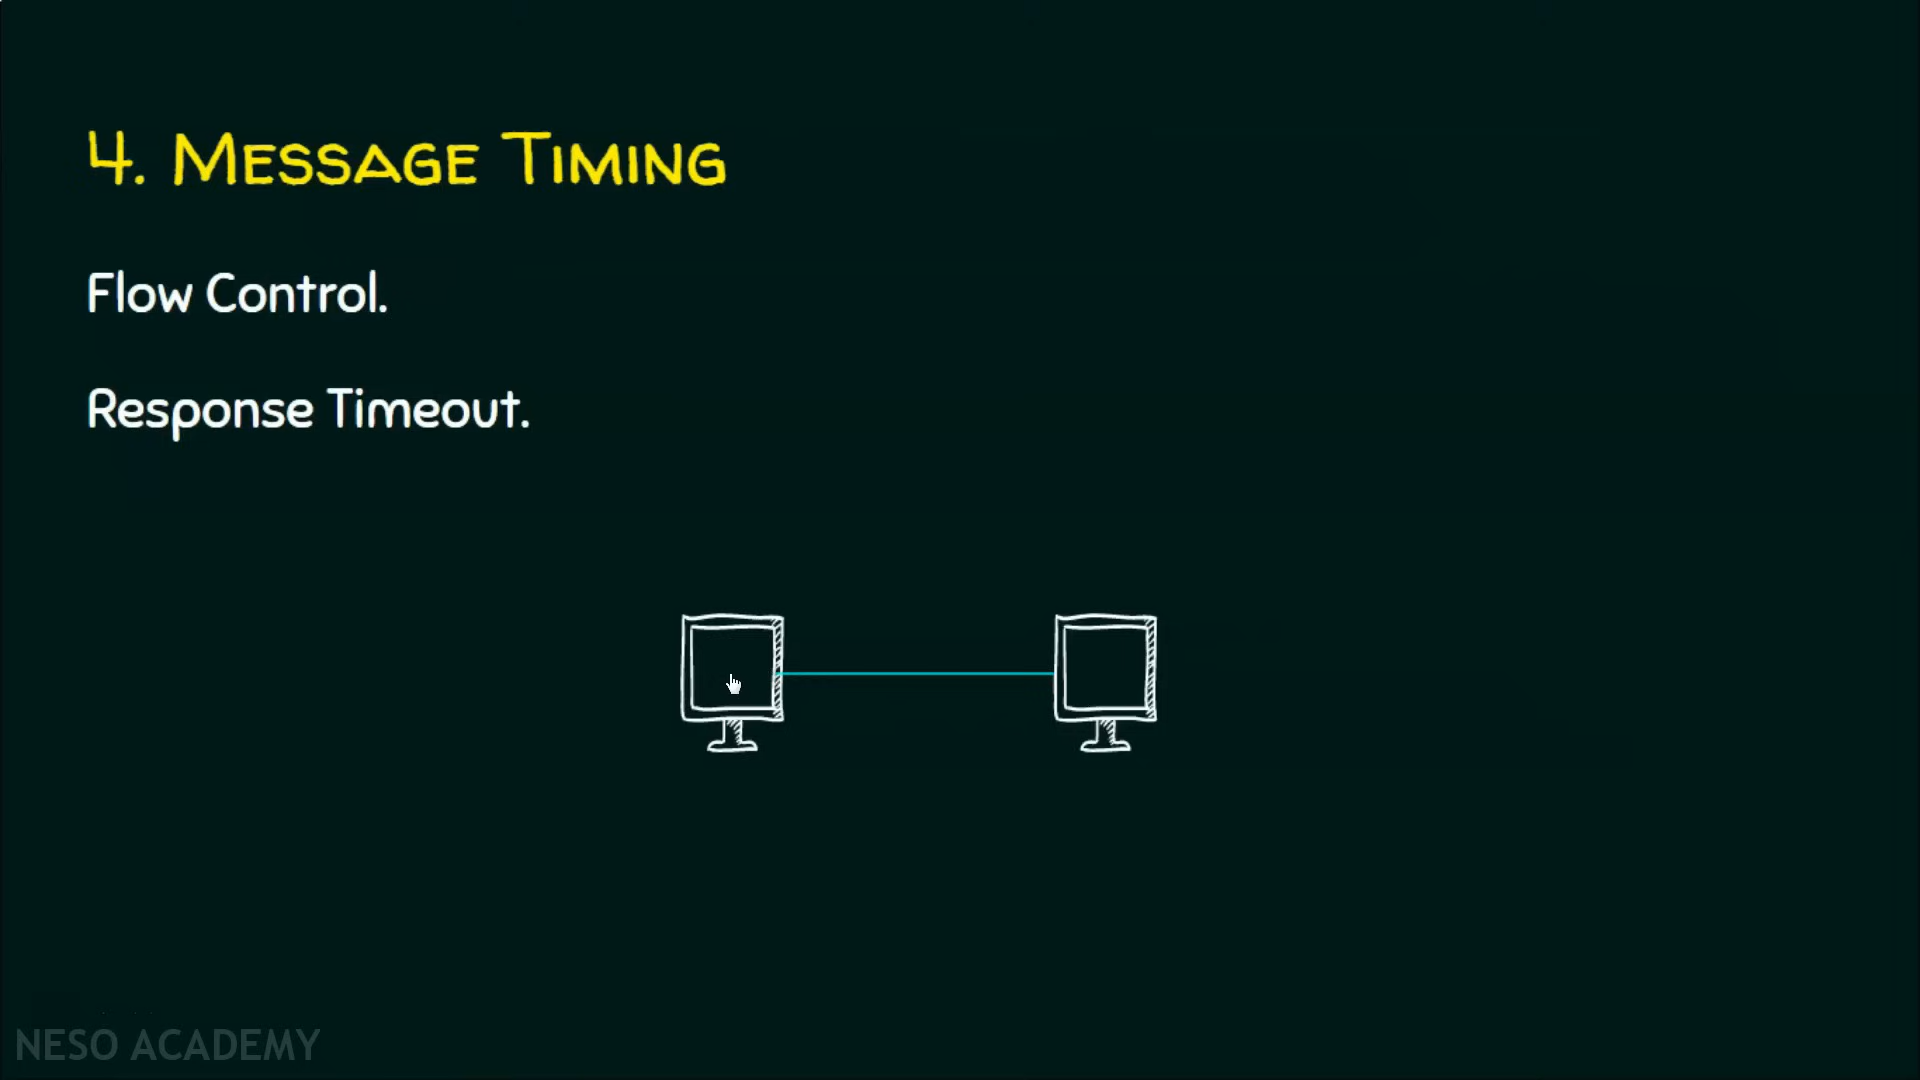 4. Message Timing
Flow Control.
Response Timeout.
NESO ACADEMY